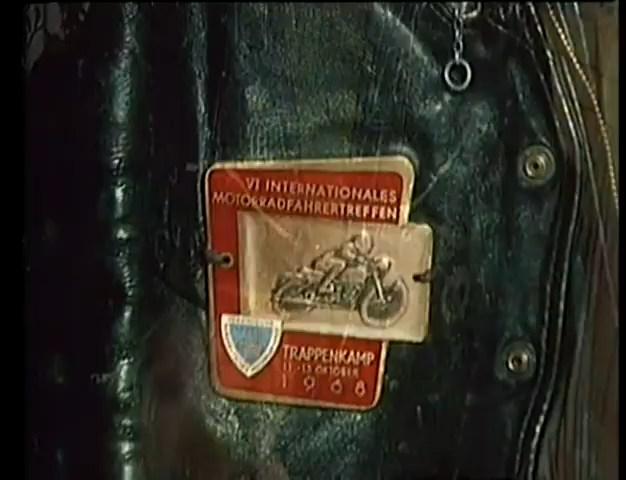 VI INTERNATIONALES
MOTORRADFAHRERTREFFEN
TRAPPENKAMP
11.-13. OKTOBER
1968